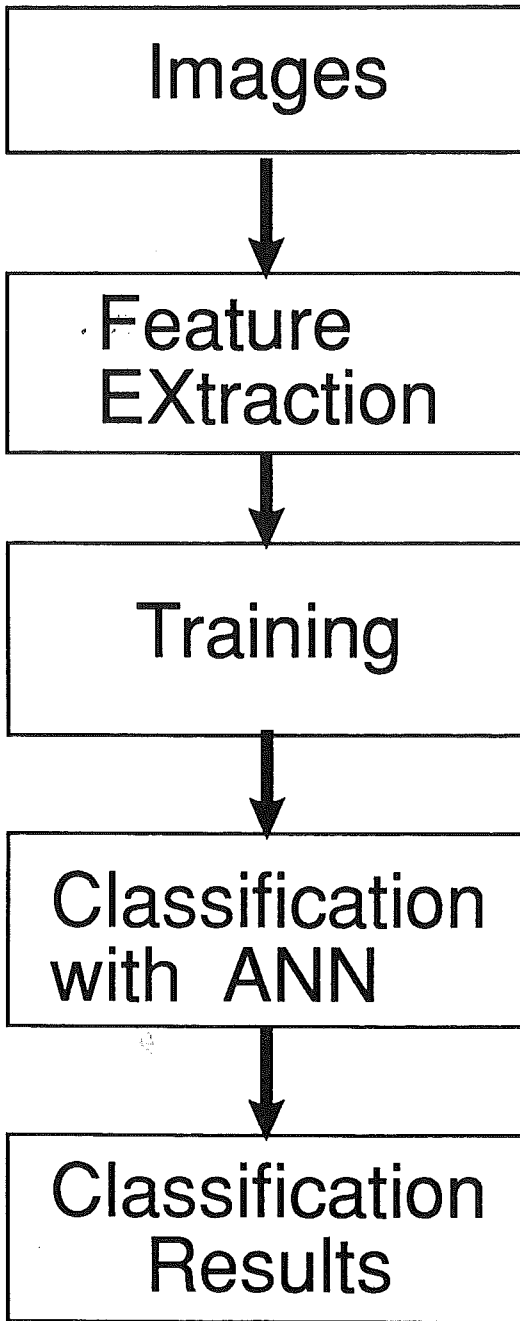 Images
Feature
EXtraction
Training
Classification
with ANN
Classification
Results